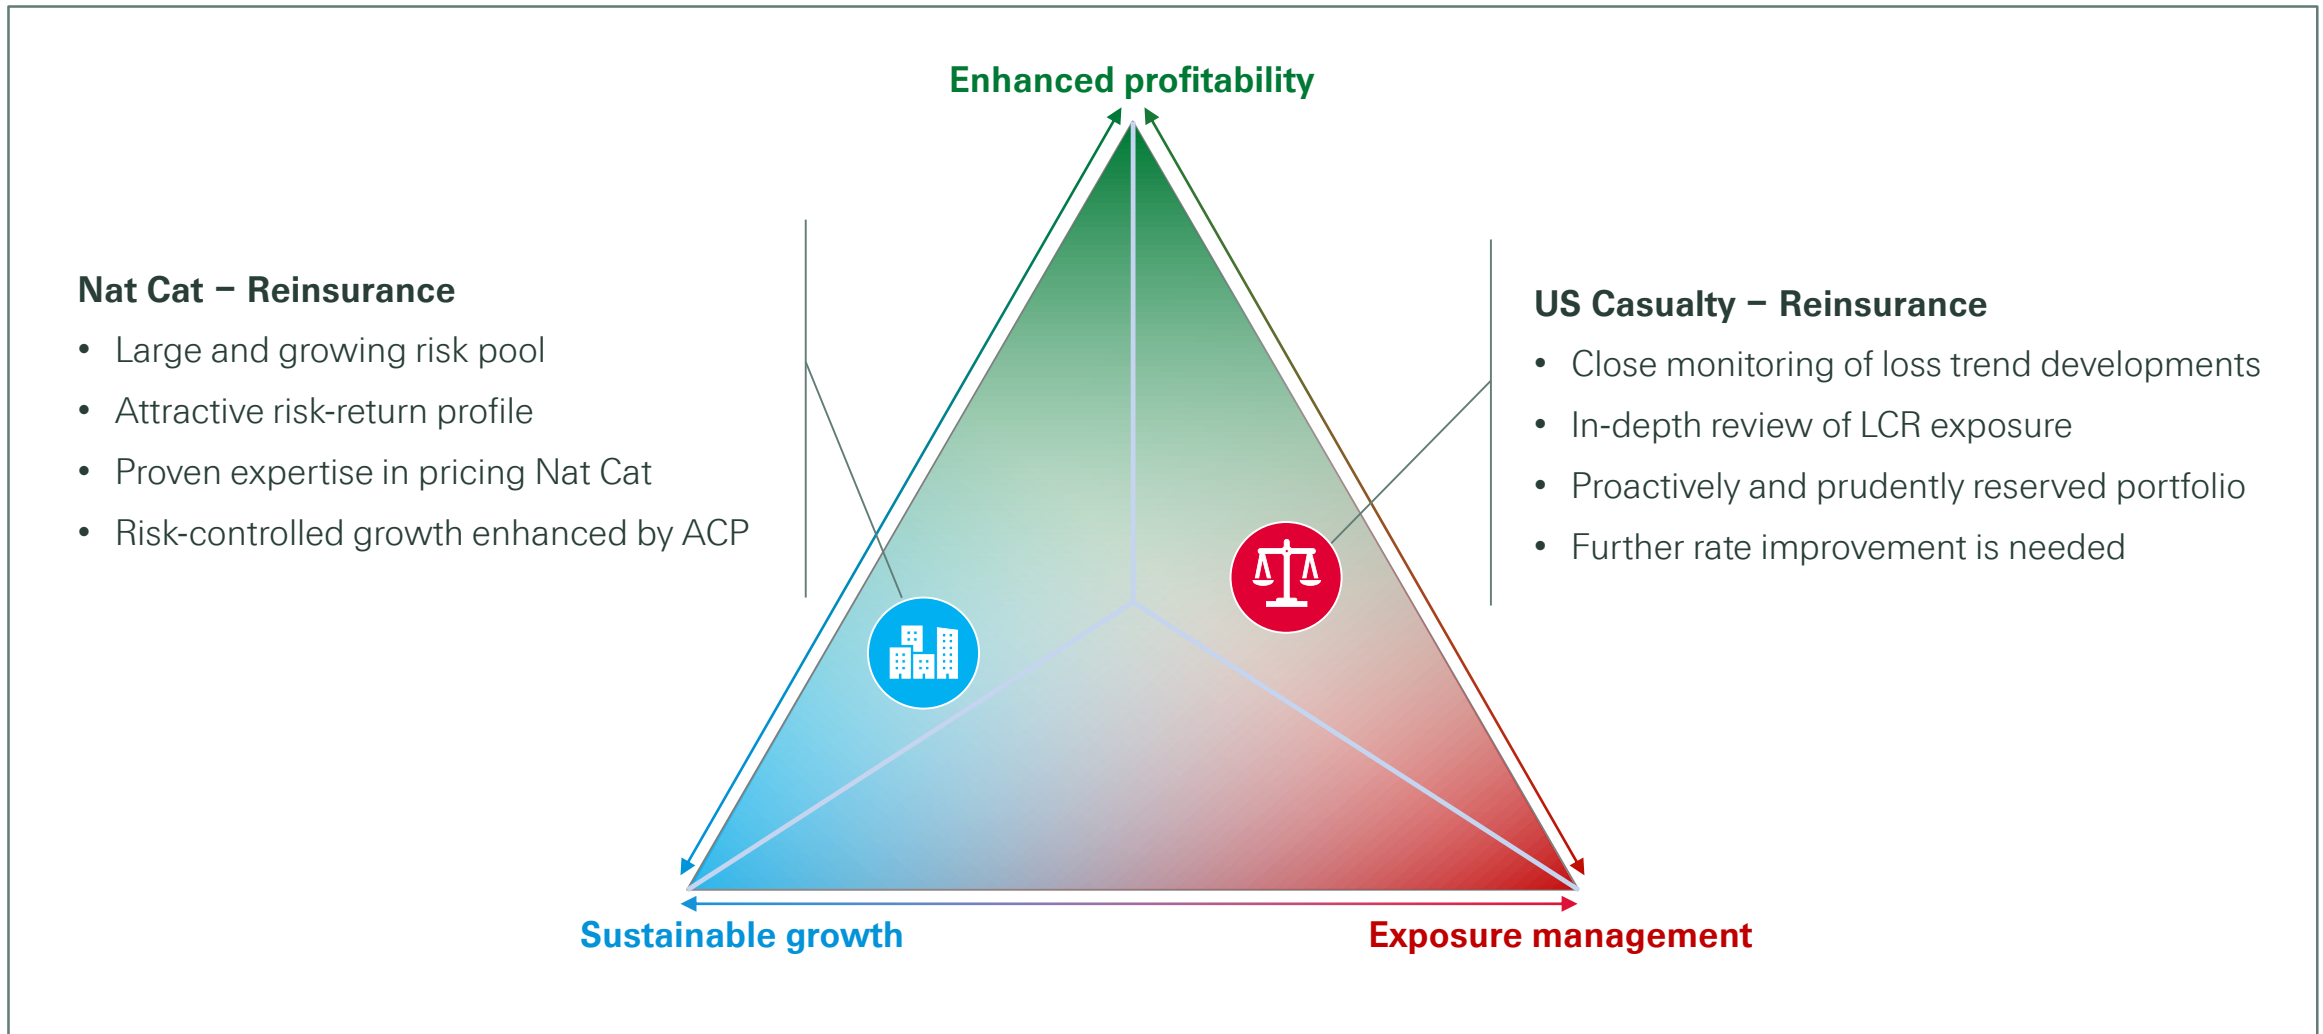 Enhanced profitability
Nat Cat – Reinsurance
• Large and growing risk pool
• Attractive risk-return profile
• Proven expertise in pricing Nat Cat
• Risk-controlled growth enhanced by ACP
US Casualty – Reinsurance
• Close monitoring of loss trend developments
• In-depth review of LCR exposure
• Proactively and prudently reserved portfolio
• Further rate improvement is needed
Sustainable growth
Exposure management